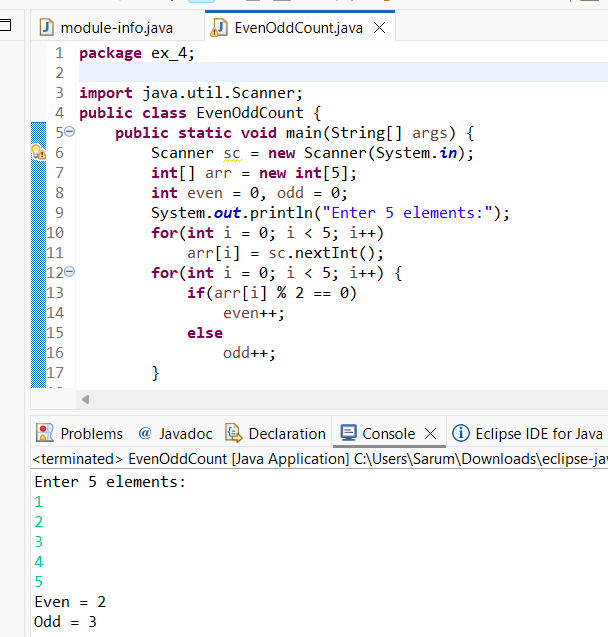 module-info.java EvenOddCount.java
1 package ex_4;
2
3 import java.util.Scanner;
4 public class EvenOddCount {
5 public static void main(String[] args) {
6 Scanner sc = new Scanner(System.in);
7 int[] arr = new int[5];
8 int even = 0, odd = 0;
9 System.out.println("Enter 5 elements:");
10 for(int i = 0; i < 5; i++)
11 arr[i] = sc.nextInt();
12 for(int i = 0; i < 5; i++) {
13 if(arr[i] % 2 == 0)
14 even++;
15 else
16 odd++;
17 }
Problems @ Javadoc Declaration Console Eclipse IDE for Java
<terminated> EvenOddCount [Java Application] C:\Users\Sarum\Downloads\eclipse-ja
Enter 5 elements:
1
2
3
4
5
Even = 2
Odd = 3